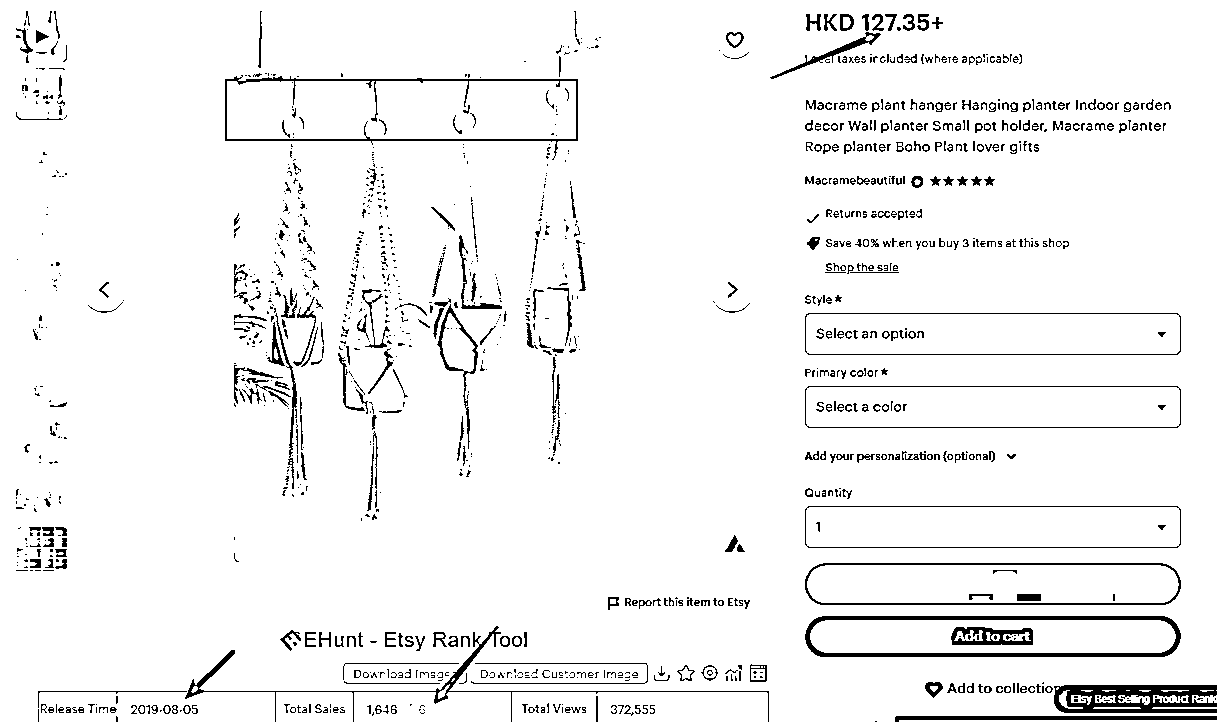 HKD 127.35+
Local taxes included (where applicable)
Macrame plant hanger Hanging planter Indoor garden
decor Wall planter Small pot holder, Macrame planter
Rope planter Boho Plant lover gifts
Macramebeautiful ★★★★★
Returns accepted
Save 40% when you buy 3 items at this shop
Shop the sale
Style*
Select an option
Primary color*
Select a color
Add your personalization (optional)
Quantity
1
Add to cart
Add to collection
Etsy Best Selling Product Rank
Report this item to Etsy
EHunt - Etsy Rank Tool
Download Image
Download Customer Image
Release Time 2019-08-05 Total Sales 1,646 Total Views 372,555